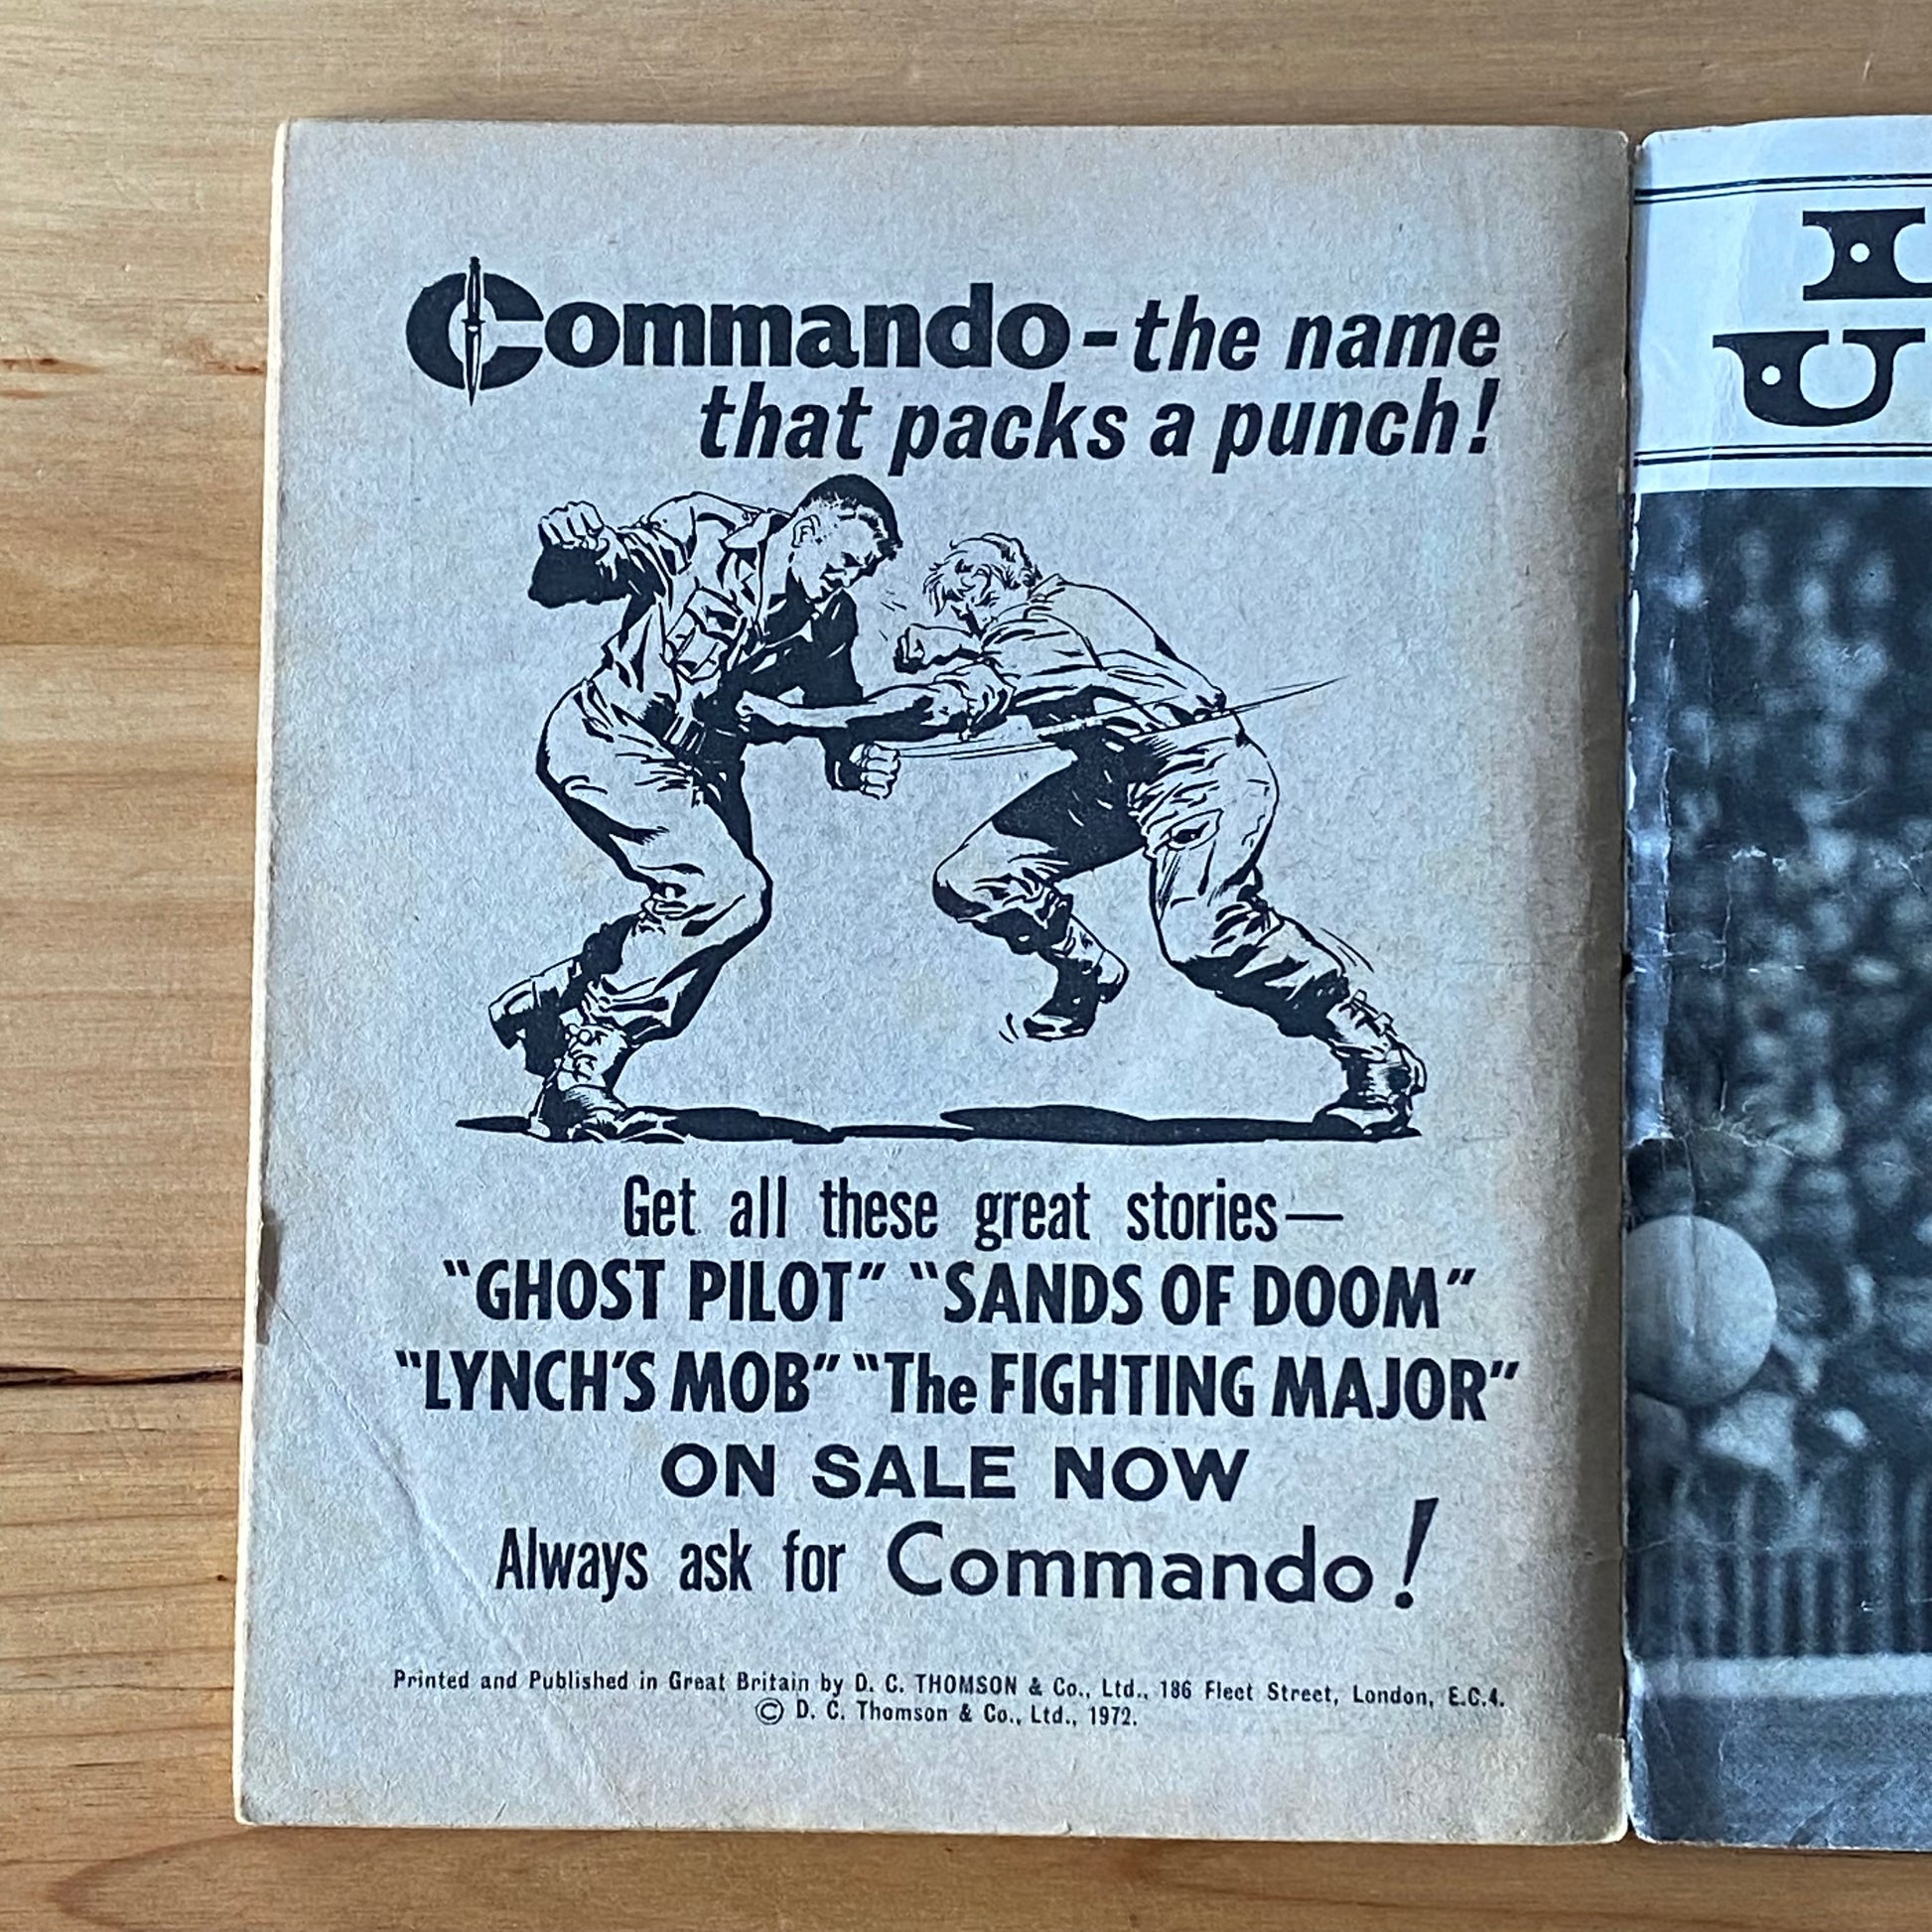 Commando - the name
that packs a punch!
Get all these great stories—
"GHOST PILOT" "SANDS OF DOOM"
"LYNCH'S MOB" "The FIGHTING MAJOR"
ON SALE NOW
Always ask for Commando!
Printed and Published in Great Britain by D. C. THOMSON & Co., Ltd., 186 Fleet Street, London, E.C.4.
© D. C. Thomson & Co., Ltd., 1972.